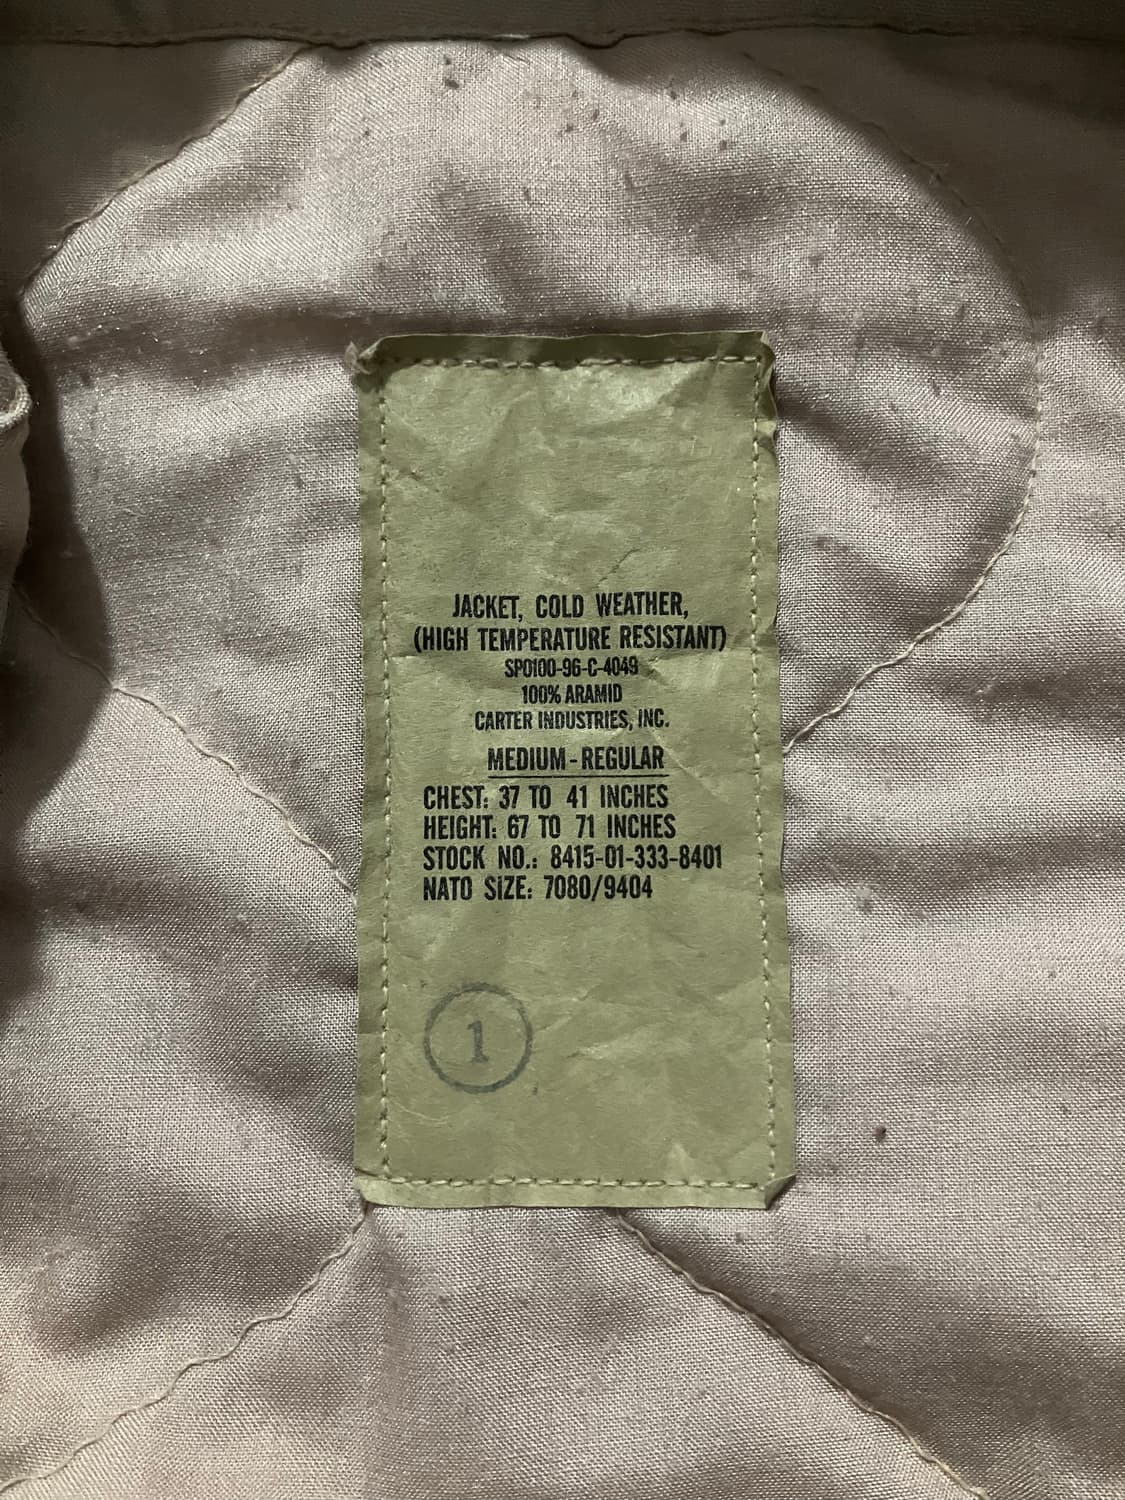 JACKET, COLD WEATHER,
(HIGH TEMPERATURE RESISTANT)
SP0100-96-C-4049
100% ARAMID
CARTER INDUSTRIES, INC.
MEDIUM - REGULAR
CHEST: 37 TO 41 INCHES
HEIGHT: 67 TO 71 INCHES
STOCK NO.: 8415-01-333-8401
NATO SIZE: 7080/9404
1